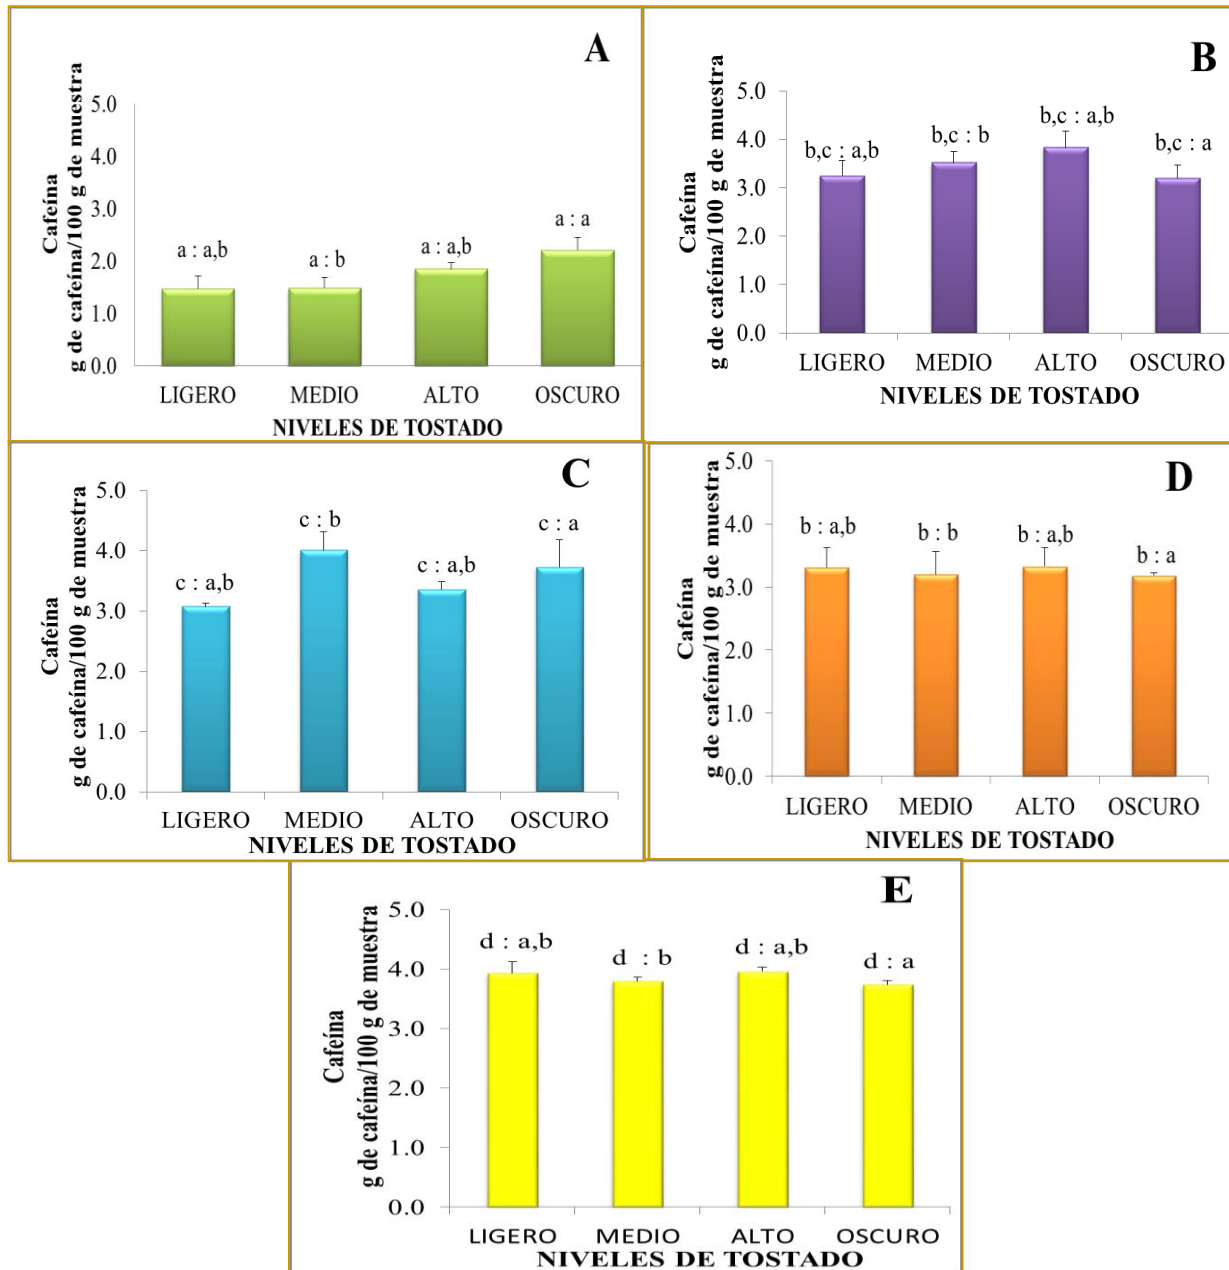 A
Cafeína
g de cafeína/100 g de muestra
5.0
4.0
3.0
2.0
1.0
0.0
a : a,b
a : b
a : a,b
a : a
LIGERO MEDIO ALTO OSCURO
NIVELES DE TOSTADO
B
Cafeína
g de cafeína/100 g de muestra
5.0
4.0
3.0
2.0
1.0
0.0
b,c : a,b
b,c : b
b,c : a,b
b,c : a
LIGERO MEDIO ALTO OSCURO
NIVELES DE TOSTADO
C
Cafeína
g de cafeína/100 g de muestra
5.0
4.0
3.0
2.0
1.0
0.0
c : a,b
c : b
c : a,b
c : a
LIGERO MEDIO ALTO OSCURO
NIVELES DE TOSTADO
D
Cafeína
g de cafeína/100 g de muestra
5.0
4.0
3.0
2.0
1.0
0.0
b : a,b
b : b
b : a,b
b : a
LIGERO MEDIO ALTO OSCURO
NIVELES DE TOSTADO
E
Cafeína
g de cafeína/100 g de muestra
5.0
4.0
3.0
2.0
1.0
0.0
d : a,b
d : b
d : a,b
d : a
LIGERO MEDIO ALTO OSCURO
NIVELES DE TOSTADO